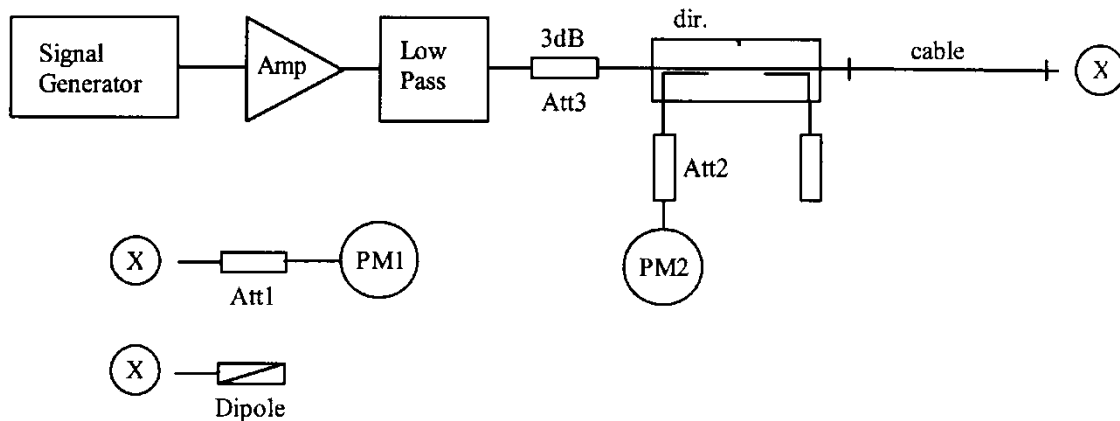 Signal
Generator
Amp
Low
Pass
3dB
Att3
dir.
cable
X
Att2
PM2
X
Att1
PM1
X
Dipole